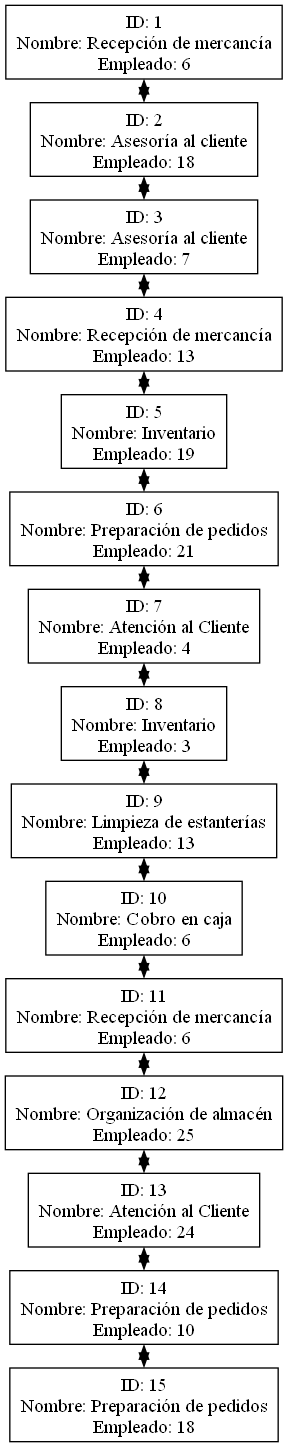 ID: 1
Nombre: Recepción de mercancía
Empleado: 6
ID: 2
Nombre: Asesoría al cliente
Empleado: 18
ID: 3
Nombre: Asesoría al cliente
Empleado: 7
ID: 4
Nombre: Recepción de mercancía
Empleado: 13
ID: 5
Nombre: Inventario
Empleado: 19
ID: 6
Nombre: Preparación de pedidos
Empleado: 21
ID: 7
Nombre: Atención al Cliente
Empleado: 4
ID: 8
Nombre: Inventario
Empleado: 3
ID: 9
Nombre: Limpieza de estanterías
Empleado: 13
ID: 10
Nombre: Cobro en caja
Empleado: 6
ID: 11
Nombre: Recepción de mercancía
Empleado: 6
ID: 12
Nombre: Organización de almacén
Empleado: 25
ID: 13
Nombre: Atención al Cliente
Empleado: 24
ID: 14
Nombre: Preparación de pedidos
Empleado: 10
ID: 15
Nombre: Preparación de pedidos
Empleado: 18